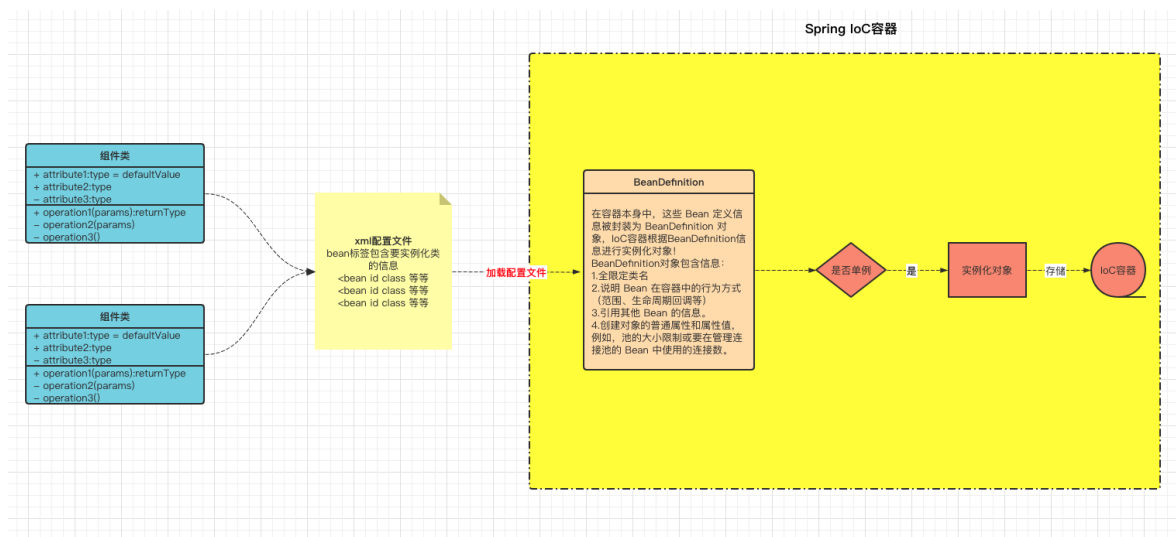 Spring IoC容器
组件类
+ attribute1:type = defaultValue
+ attribute2:type
− attribute3:type
+ operation1(params):returnType
− operation2(params)
− operation3()
组件类
+ attribute1:type = defaultValue
+ attribute2:type
− attribute3:type
+ operation1(params):returnType
− operation2(params)
− operation3()
xml配置文件
bean标签包含要实例化类
的信息
<bean id class 等等
<bean id class 等等
<bean id class 等等
加载配置文件
BeanDefinition
在容器本身中，这些 Bean 定义信
息被封装为 BeanDefinition 对
象，IoC容器根据BeanDefinition信
息进行实例化对象！
BeanDefinition对象包含信息：
1.全限定类名
2.说明 Bean 在容器中的行为方式
（范围、生命周期回调等）
3.引用其他 Bean 的信息。
4.创建对象的普通属性和属性值，
例如，池的大小限制或要在管理连
接池的 Bean 中使用的连接数。
是否单例
是
实例化对象
存储
IoC容器